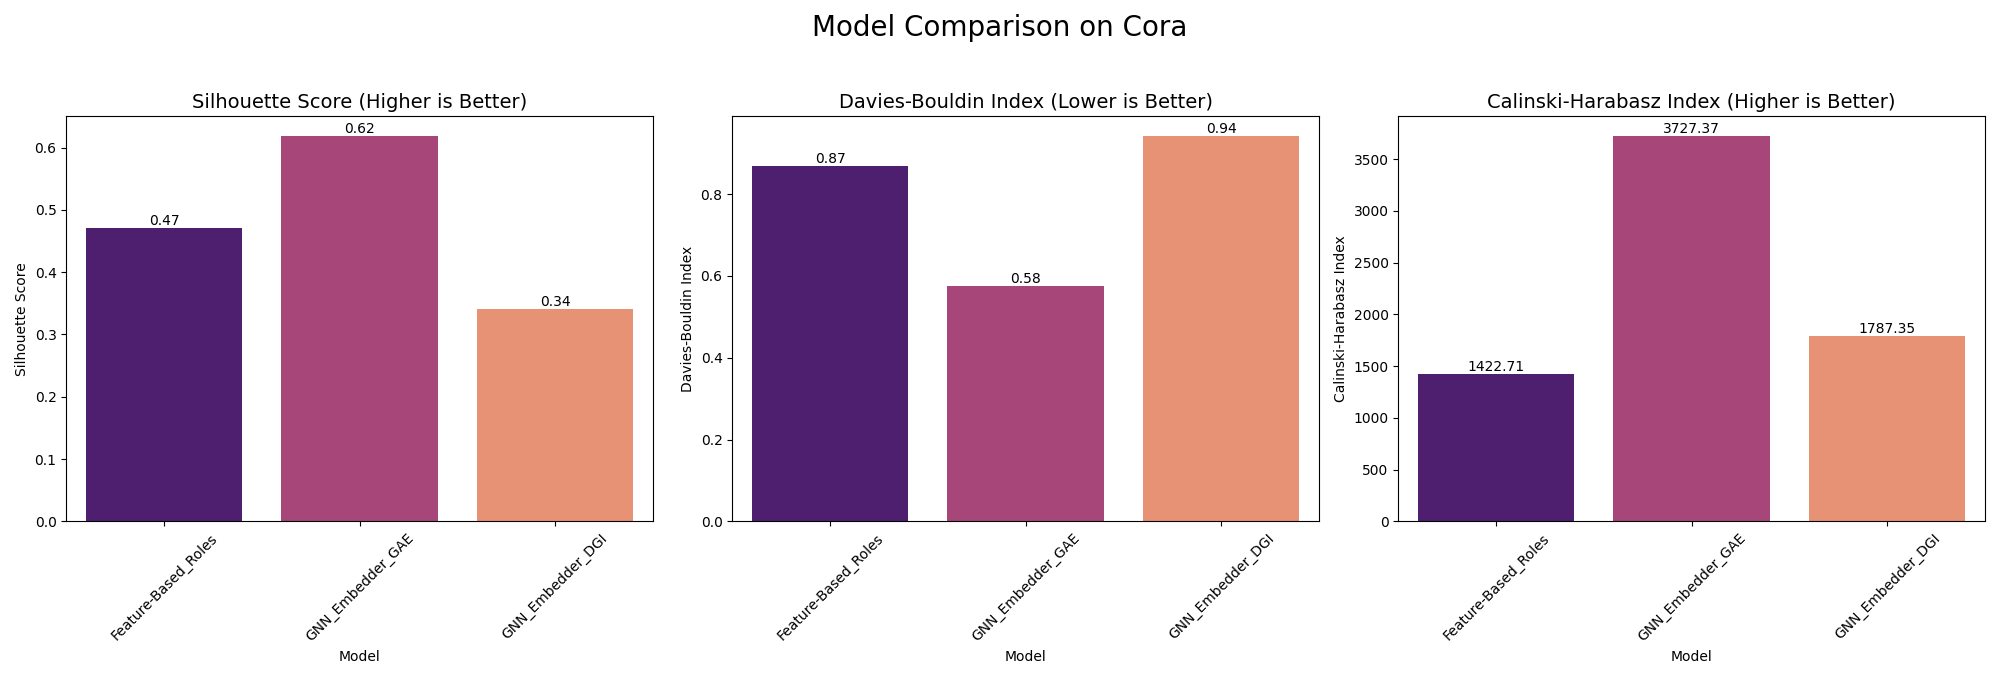 Model Comparison on Cora
Silhouette Score (Higher is Better)
Silhouette Score
0.6
0.5
0.4
0.3
0.2
0.1
0.0
0.47
0.62
0.34
Feature-Based_Roles
GNN_Embedder_GAE
GNN_Embedder_DGI
Model
Davies-Bouldin Index (Lower is Better)
Davies-Bouldin Index
0.8
0.6
0.4
0.2
0.0
0.87
0.58
0.94
Feature-Based_Roles
GNN_Embedder_GAE
GNN_Embedder_DGI
Model
Calinski-Harabasz Index (Higher is Better)
Calinski-Harabasz Index
3500
3000
2500
2000
1500
1000
500
0
1422.71
3727.37
1787.35
Feature-Based_Roles
GNN_Embedder_GAE
GNN_Embedder_DGI
Model